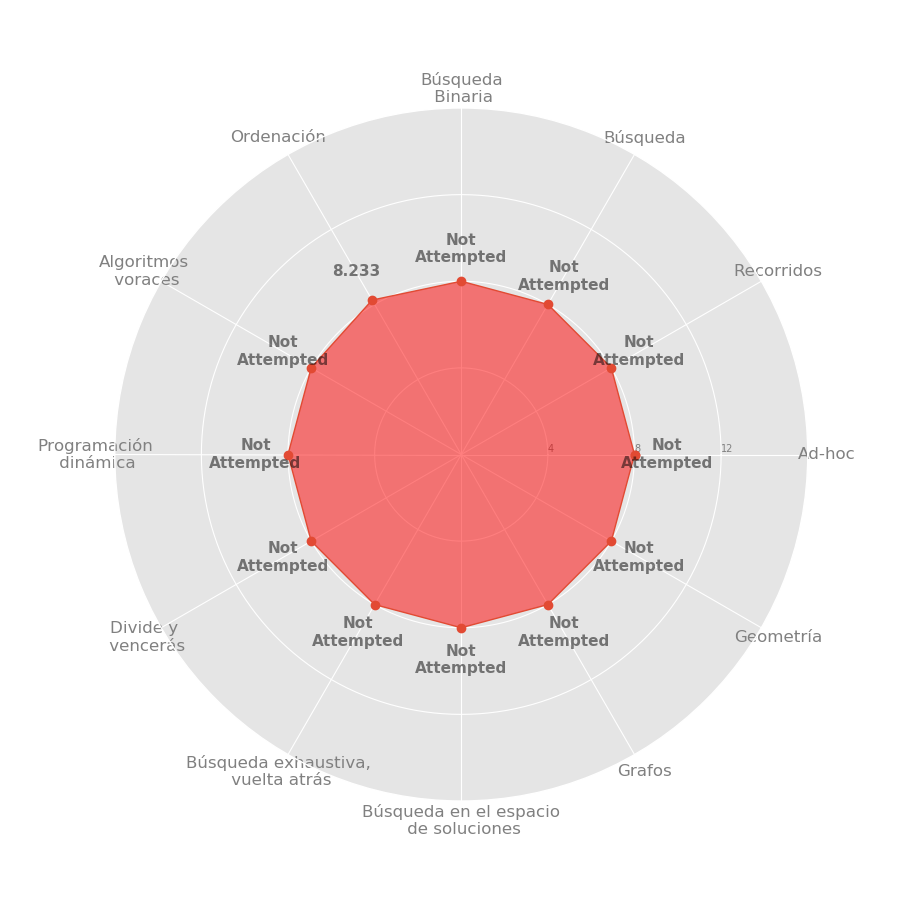 Búsqueda
Binaria
Ordenación
Búsqueda
Not
Attempted
8.233
Not
Attempted
Algoritmos
voraces
Recorridos
Not
Attempted
Not
Attempted
Programación
dinámica
Not
Attempted
4
8
Not
Attempted
12
Ad-hoc
Not
Attempted
Not
Attempted
Divide y
vencerás
Not
Attempted
Not
Attempted
Not
Attempted
Geometría
Búsqueda exhaustiva,
vuelta atrás
Grafos
Búsqueda en el espacio
de soluciones